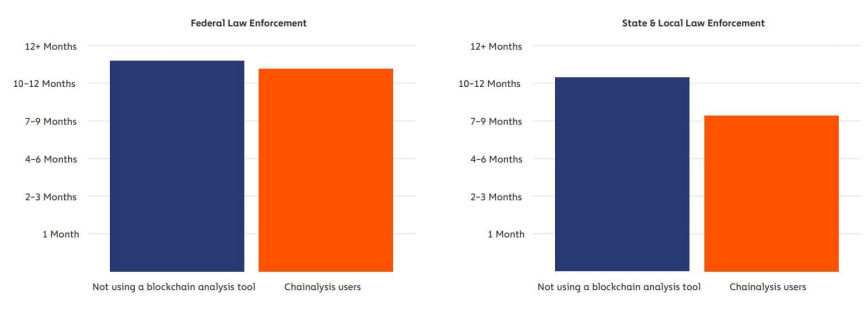 Federal Law Enforcement
12+ Months
10–12 Months
7–9 Months
4–6 Months
2–3 Months
1 Month
Not using a blockchain analysis tool
Chainalysis users
State & Local Law Enforcement
12+ Months
10–12 Months
7–9 Months
4–6 Months
2–3 Months
1 Month
Not using a blockchain analysis tool
Chainalysis users